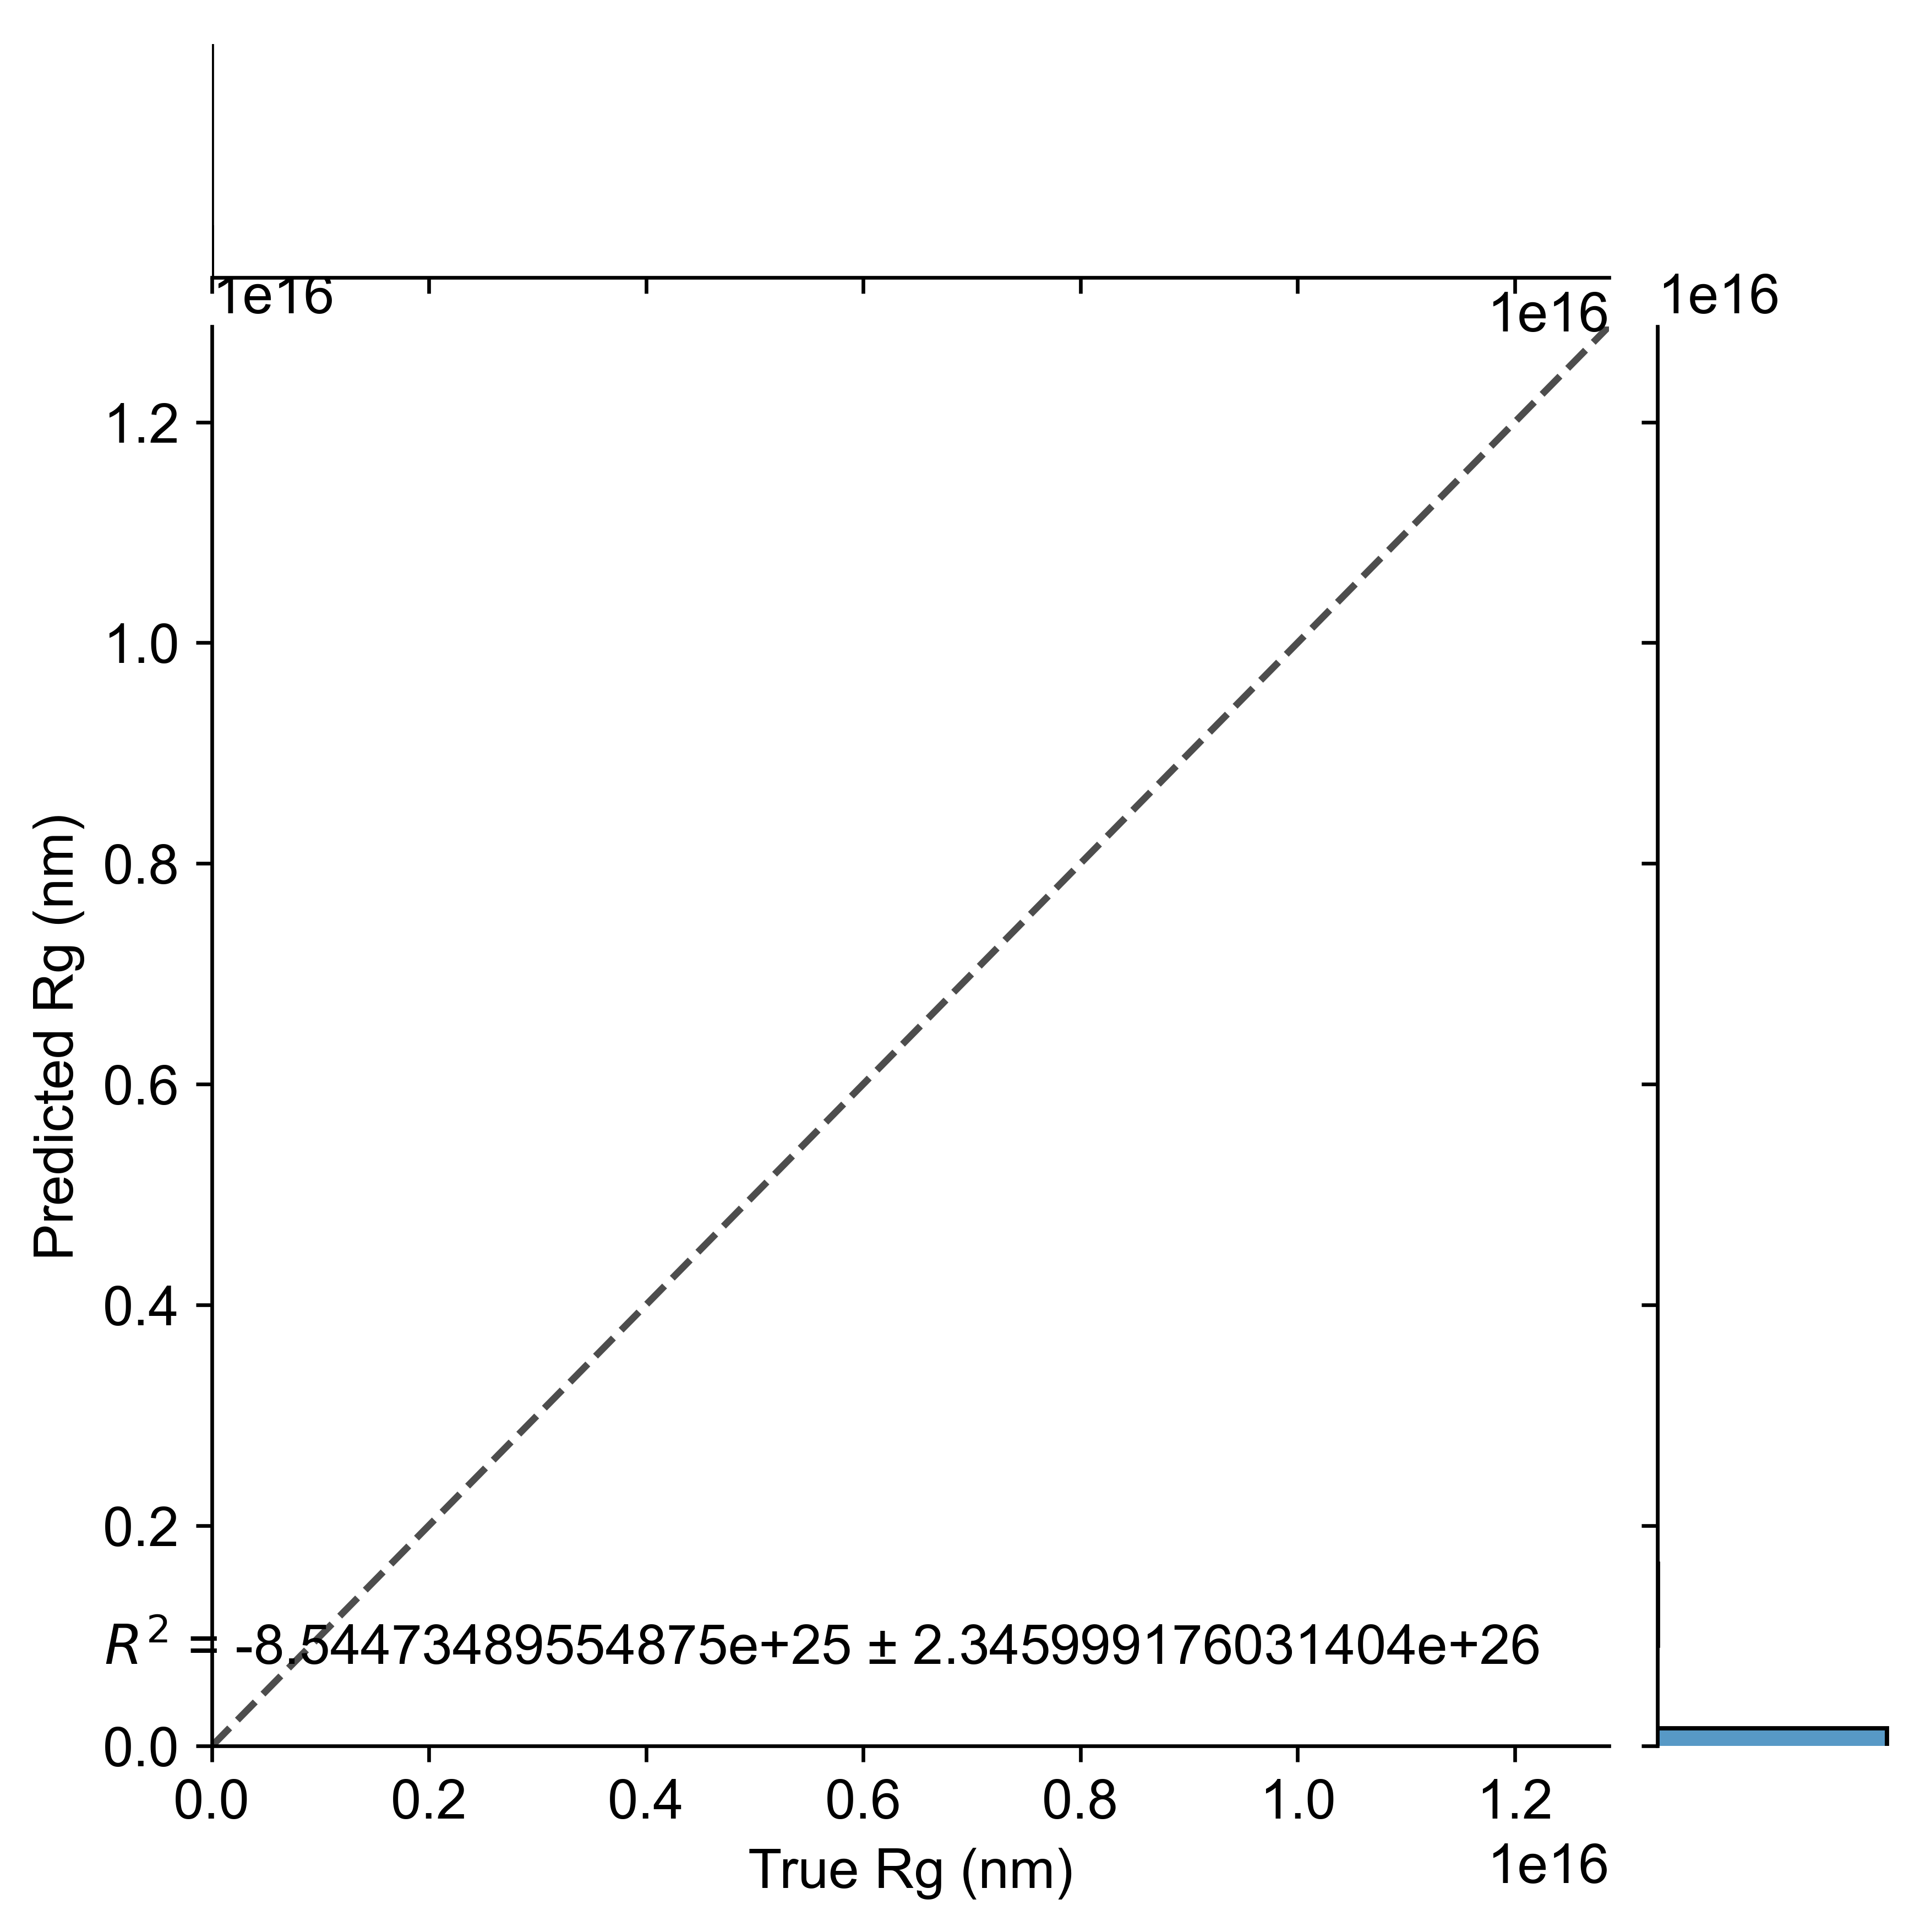 1e16
1e16
1e16
1.2
1.0
0.8
0.6
0.4
0.2
0.0
Predicted Rg (nm)
R² = -8.544734895548​75e+25 ± 2.345999176031404e+26
0.0 0.2 0.4 0.6 0.8 1.0 1.2
True Rg (nm)
1e16